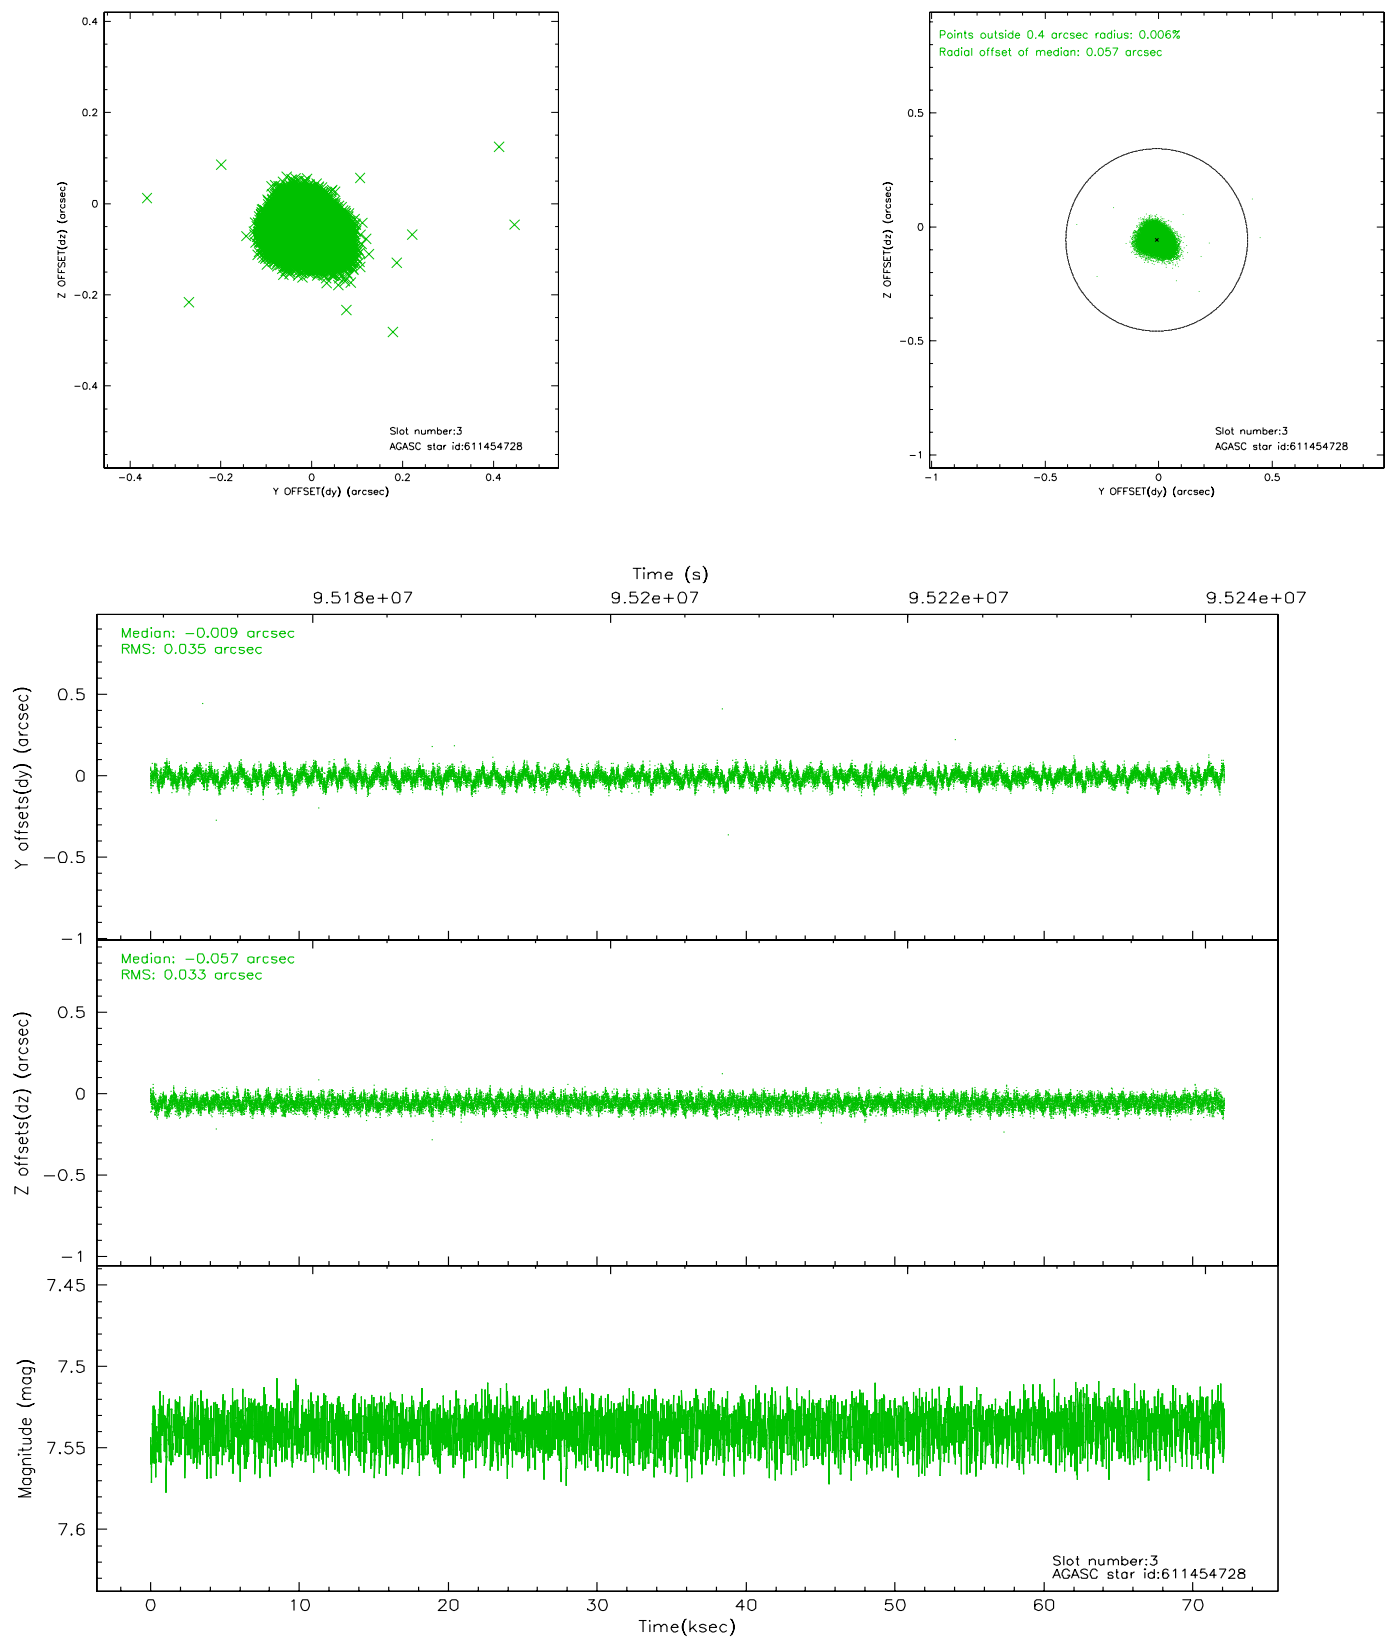 0.4
0.2
0
−0.2
−0.4
Z OFFSET(dz) (arcsec)
Slot number:3
AGASC star id:611454728
−0.4
−0.2
0
0.2
0.4
Y OFFSET(dy) (arcsec)
Points outside 0.4 arcsec radius: 0.006%
Radial offset of median: 0.057 arcsec
0.5
0
−0.5
−1
Z OFFSET(dz) (arcsec)
Slot number:3
AGASC star id:611454728
−1
−0.5
0
0.5
Y OFFSET(dy) (arcsec)
Time (s)
9.518e+07
9.52e+07
9.522e+07
9.524e+07
Median: −0.009 arcsec
RMS: 0.035 arcsec
0.5
0
−0.5
−1
Y offsets(dy) (arcsec)
Median: −0.057 arcsec
RMS: 0.033 arcsec
0.5
0
−0.5
−1
Z offsets(dz) (arcsec)
7.45
7.5
7.55
7.6
Magnitude (mag)
Slot number:3
AGASC star id:611454728
0
10
20
30
40
50
60
70
Time(ksec)